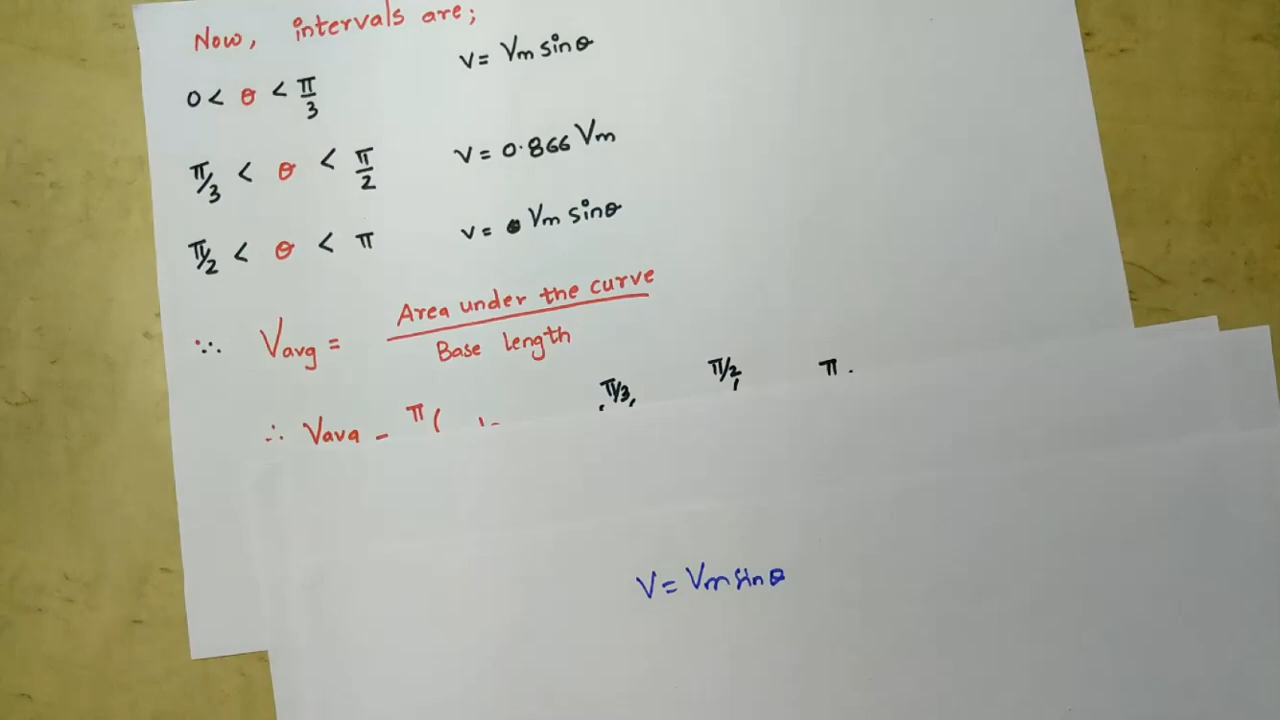 Now, intervals are;
0 < θ < π/3 V = Vm sinθ
π/3 < θ < π/2 V = 0.866 Vm
π/2 < θ < π V = Vm sinθ
∵ Vavg = Area under the curve
Base length
π/3 π/2 π
∴ Vavg = π
V = Vm sinθ